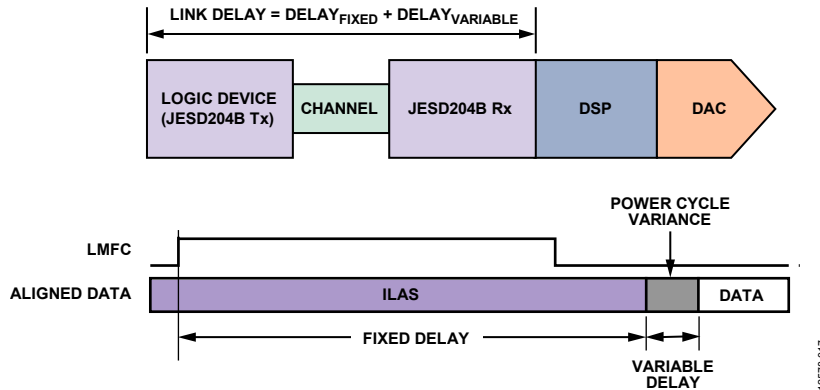 LINK DELAY = DELAYFIXED + DELAYVARIABLE
LOGIC DEVICE
(JESD204B Tx)
CHANNEL
JESD204B Rx
DSP
DAC
POWER CYCLE
VARIANCE
LMFC
ALIGNED DATA
ILAS
DATA
FIXED DELAY
VARIABLE
DELAY